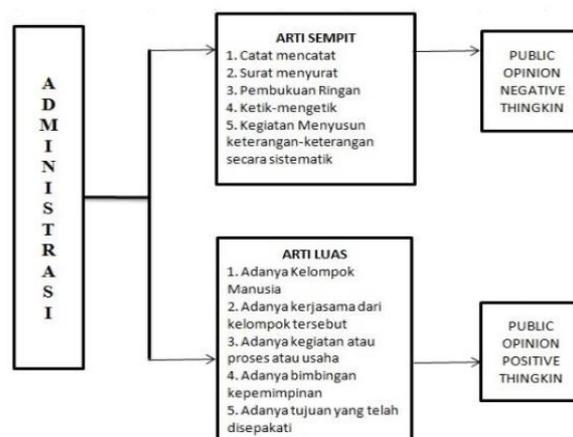 ADMINISTRASI
ARTI SEMPIT
1. Catat mencatat
2. Surat menyurat
3. Pembukuan Ringan
4. Ketik-mengetik
5. Kegiatan Menyusun
keterangan-keterangan
secara sistematik
PUBLIC
OPINION
NEGATIVE
THINGKIN
ARTI LUAS
1. Adanya Kelompok
Manusia
2. Adanya kerjasama dari
kelompok tersebut
3. Adanya kegiatan atau
proses atau usaha
4. Adanya bimbingan
kepemimpinan
5. Adanya tujuan yang telah
disepakati
PUBLIC
OPINION
POSITIVE
THINGKIN